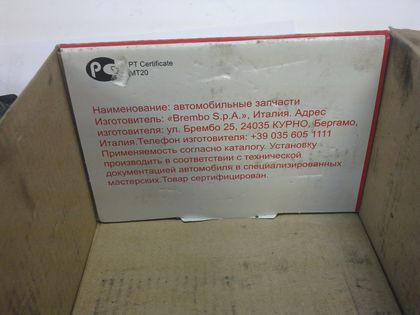 PT Certificate
MT20
Наименование: автомобильные запчасти
Изготовитель: «Brembo S.p.A.», Италия. Адрес
изготовителя: ул. Брембо 25, 24035 КУРНО, Бергамо,
Италия.Телефон изготовителя: +39 035 605 1111
Применяемость согласно каталогу. Установку
производить в соответствии с технической
документацией автомобиля в специализированных
мастерских.Товар сертифицирован.